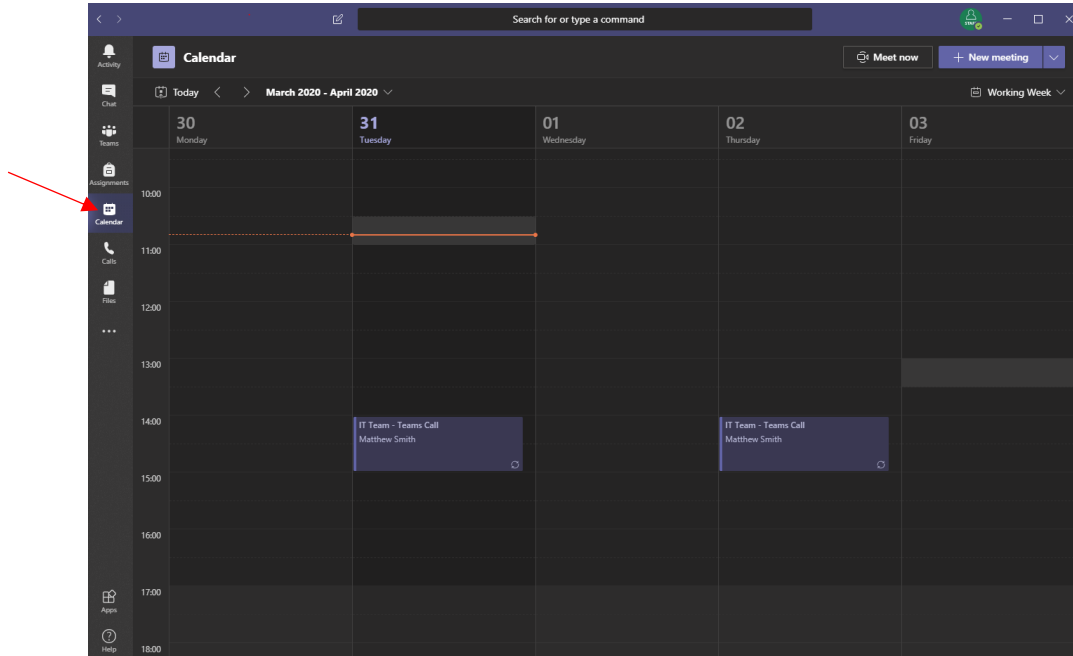 Search for or type a command
STAF
Activity
Chat
Teams
Assignments
Calendar
Calls
Files
Apps
Help
Calendar
Meet now
New meeting
Today
March 2020 - April 2020
Working Week
30
Monday
31
Tuesday
01
Wednesday
02
Thursday
03
Friday
10:00
11:00
12:00
13:00
14:00
IT Team - Teams Call
Matthew Smith
IT Team - Teams Call
Matthew Smith
15:00
16:00
17:00
18:00